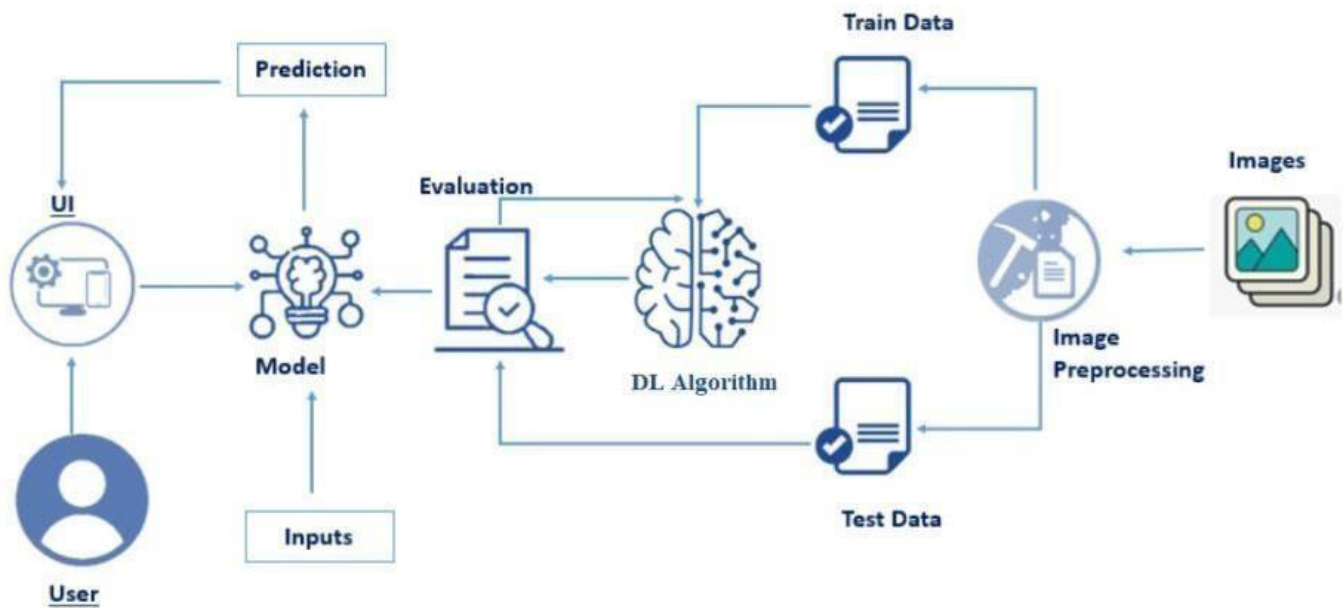 Train Data
Prediction
Images
Evaluation
UI
Image
Preprocessing
Model
DL Algorithm
Test Data
Inputs
User